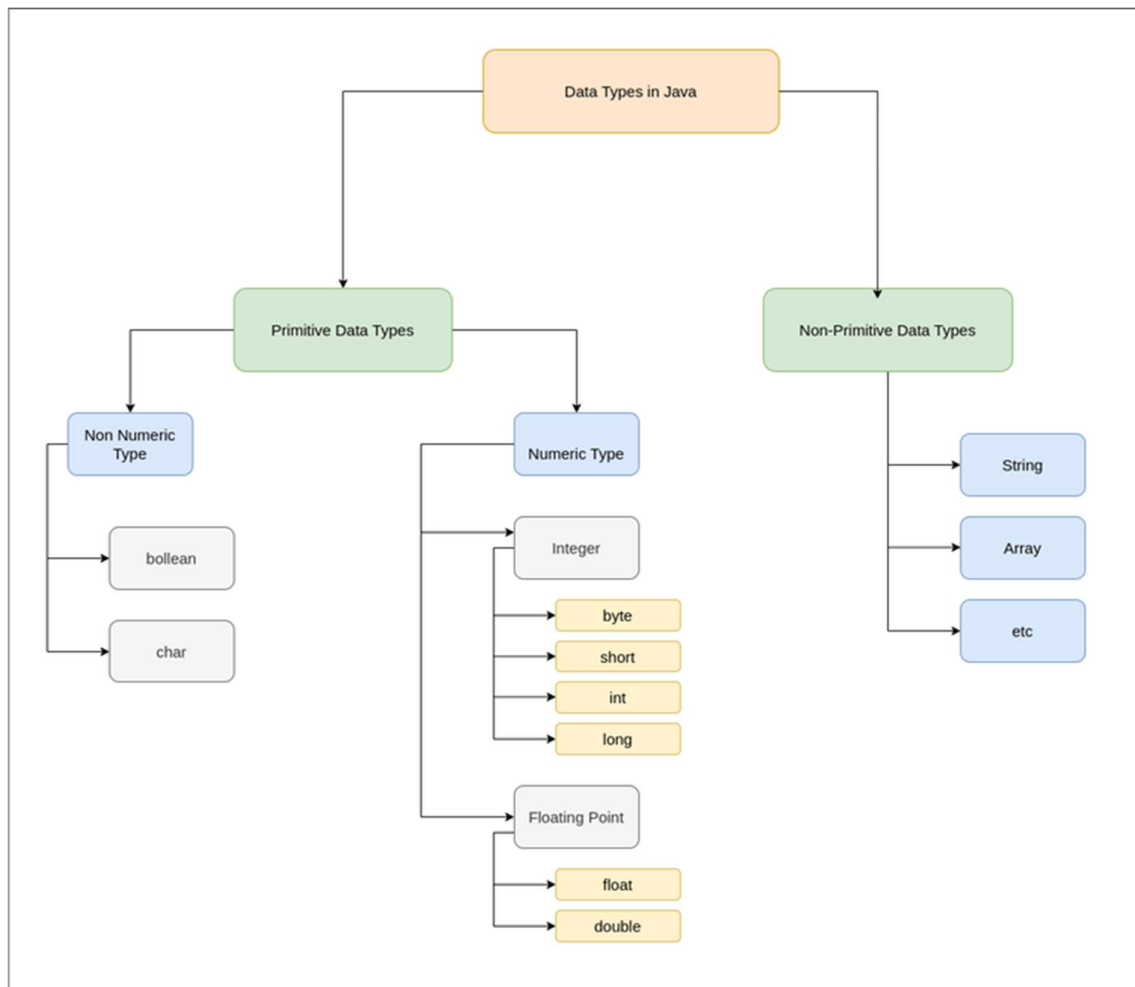 Data Types in Java
Primitive Data Types
Non-Primitive Data Types
Non Numeric
Type
Numeric Type
bollean
char
Integer
byte
short
int
long
Floating Point
float
double
String
Array
etc